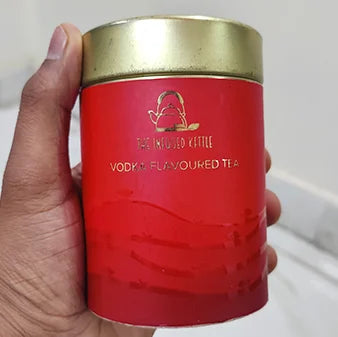 THE INFUSED KETTLE
VODKA FLAVOURED TEA